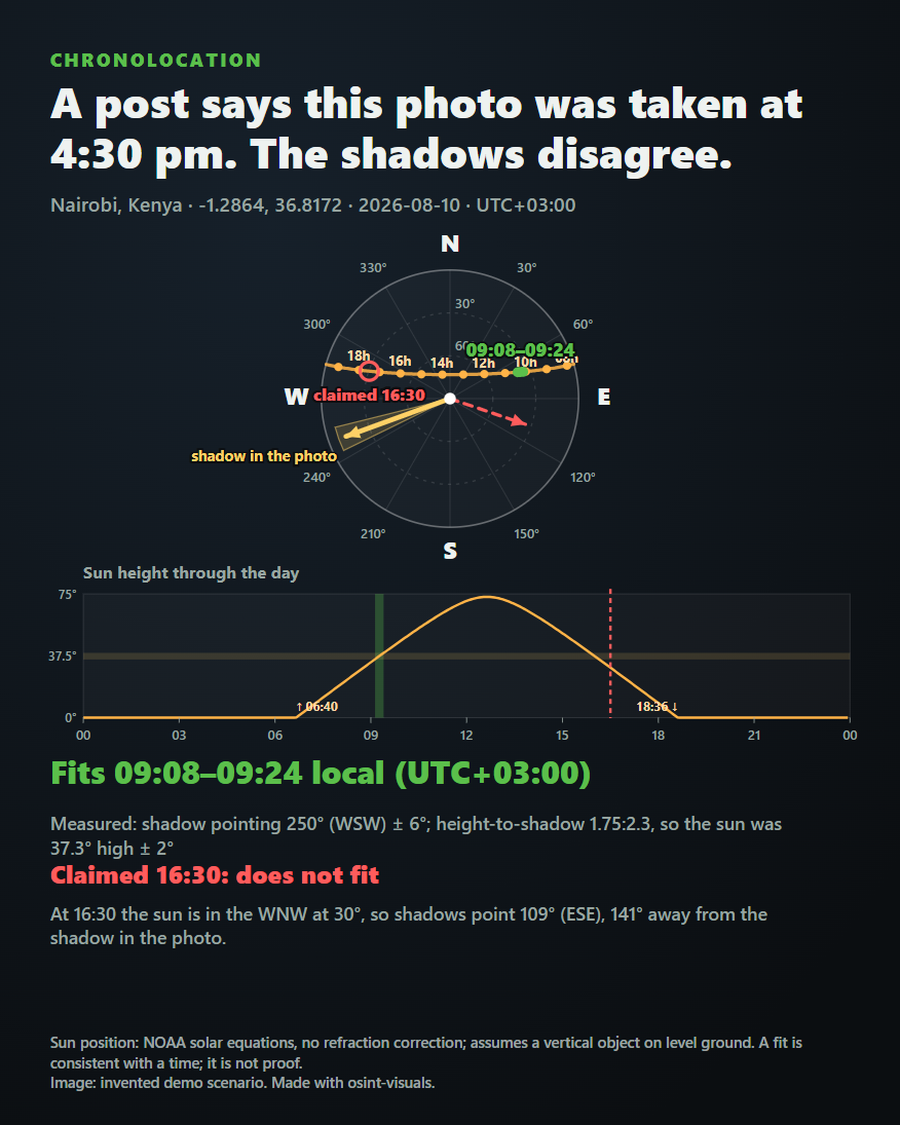 CHRONOLOCATION
A post says this photo was taken at
4:30 pm. The shadows disagree.
Nairobi, Kenya · -1.2864, 36.8172 · 2026-08-10 · UTC+03:00
N
330°
30°
30°
300°
60°
09:08–09:24
18h
16h
14h
12h
10h
W
claimed 16:30
E
shadow in the photo
240°
120°
210°
150°
S
Sun height through the day
75°
37.5°
↑ 06:40
18:36 ↓
0°
00
03
06
09
12
15
18
21
00
Fits 09:08–09:24 local (UTC+03:00)
Measured: shadow pointing 250° (WSW) ± 6°; height-to-shadow 1.75:2.3, so the sun was
37.3° high ± 2°
Claimed 16:30: does not fit
At 16:30 the sun is in the WNW at 30°, so shadows point 109° (ESE), 141° away from the
shadow in the photo.
Sun position: NOAA solar equations, no refraction correction; assumes a vertical object on level ground. A fit is
consistent with a time; it is not proof.
Image: invented demo scenario. Made with osint-visuals.